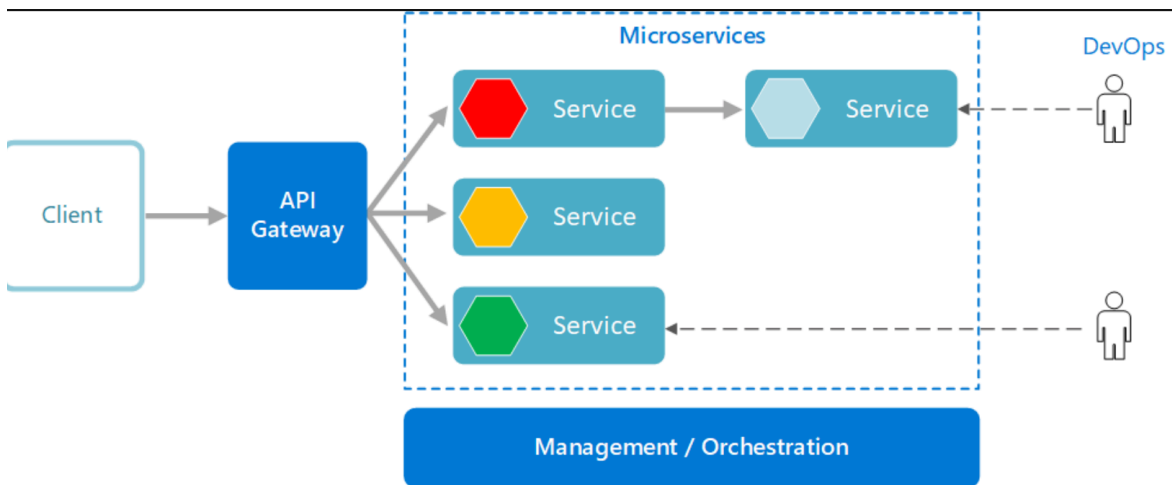 Microservices
DevOps
Service
Service
Client
API
Gateway
Service
Service
Management / Orchestration